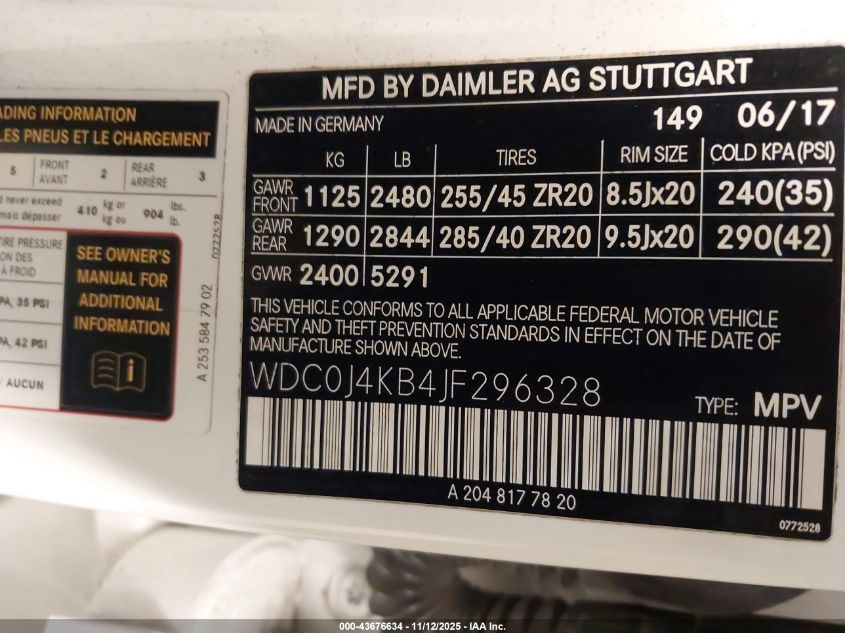 ADING INFORMATION
LES PNEUS ET LE CHARGEMENT
5 FRONT AVANT 2 REAR ARRIÈRE 3
d never exceed
mais dépasser 410 kg or kg ou 904 lbs. lb.
TIRE PRESSURE
ION DES
À FROID
PA, 35 PSI
PA, 42 PSI
/ AUCUN
SEE OWNER'S
MANUAL FOR
ADDITIONAL
INFORMATION
A 253 584 79 02
0772528
MFD BY DAIMLER AG STUTTGART
MADE IN GERMANY 149 06/17
KG LB TIRES RIM SIZE COLD KPA (PSI)
GAWR FRONT 1125 2480 255/45 ZR20 8.5Jx20 240(35)
GAWR REAR 1290 2844 285/40 ZR20 9.5Jx20 290(42)
GVWR 2400 5291
THIS VEHICLE CONFORMS TO ALL APPLICABLE FEDERAL MOTOR VEHICLE
SAFETY AND THEFT PREVENTION STANDARDS IN EFFECT ON THE DATE OF
MANUFACTURE SHOWN ABOVE.
WDC0J4KB4JF296328
TYPE: MPV
A 204 817 78 20
0772528
000-43676634 - 11/12/2025 - IAA Inc.